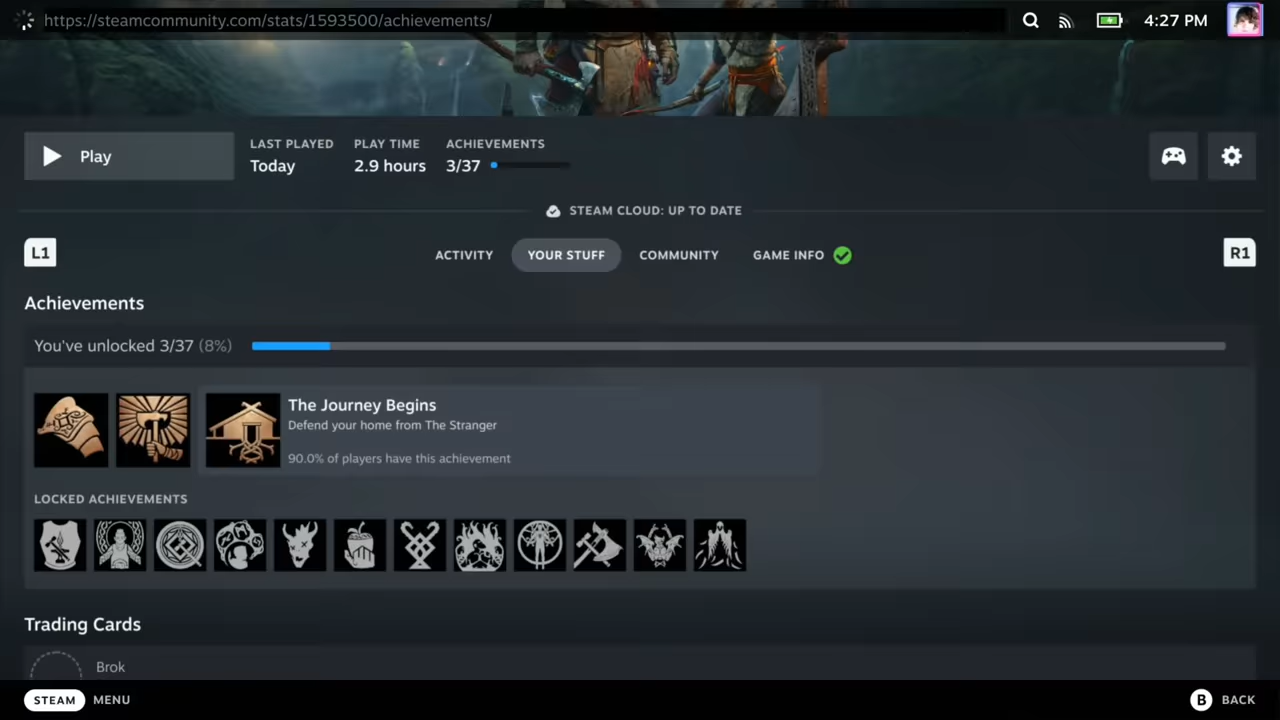 https://steamcommunity.com/stats/1593500/achievements/
4:27 PM
Play
LAST PLAYED
Today
PLAY TIME
2.9 hours
ACHIEVEMENTS
3/37
STEAM CLOUD: UP TO DATE
L1
ACTIVITY
YOUR STUFF
COMMUNITY
GAME INFO
R1
Achievements
You've unlocked 3/37 (8%)
The Journey Begins
Defend your home from The Stranger
90.0% of players have this achievement
LOCKED ACHIEVEMENTS
Trading Cards
Brok
STEAM MENU
B BACK